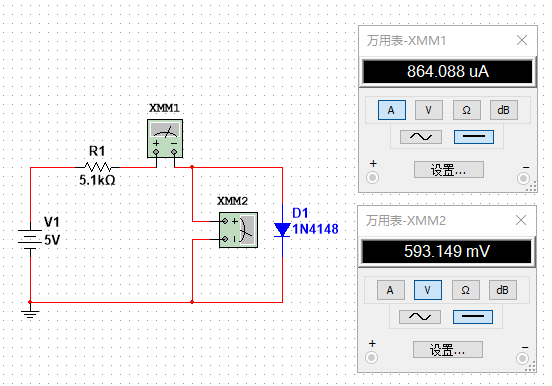 万用表-XMM1
864.088 uA
A V Ω dB
+ −
设置...
XMM1
+ −
R1
5.1kΩ
XMM2
+
−
V1
5V
D1
1N4148
万用表-XMM2
593.149 mV
A V Ω dB
+ −
设置...